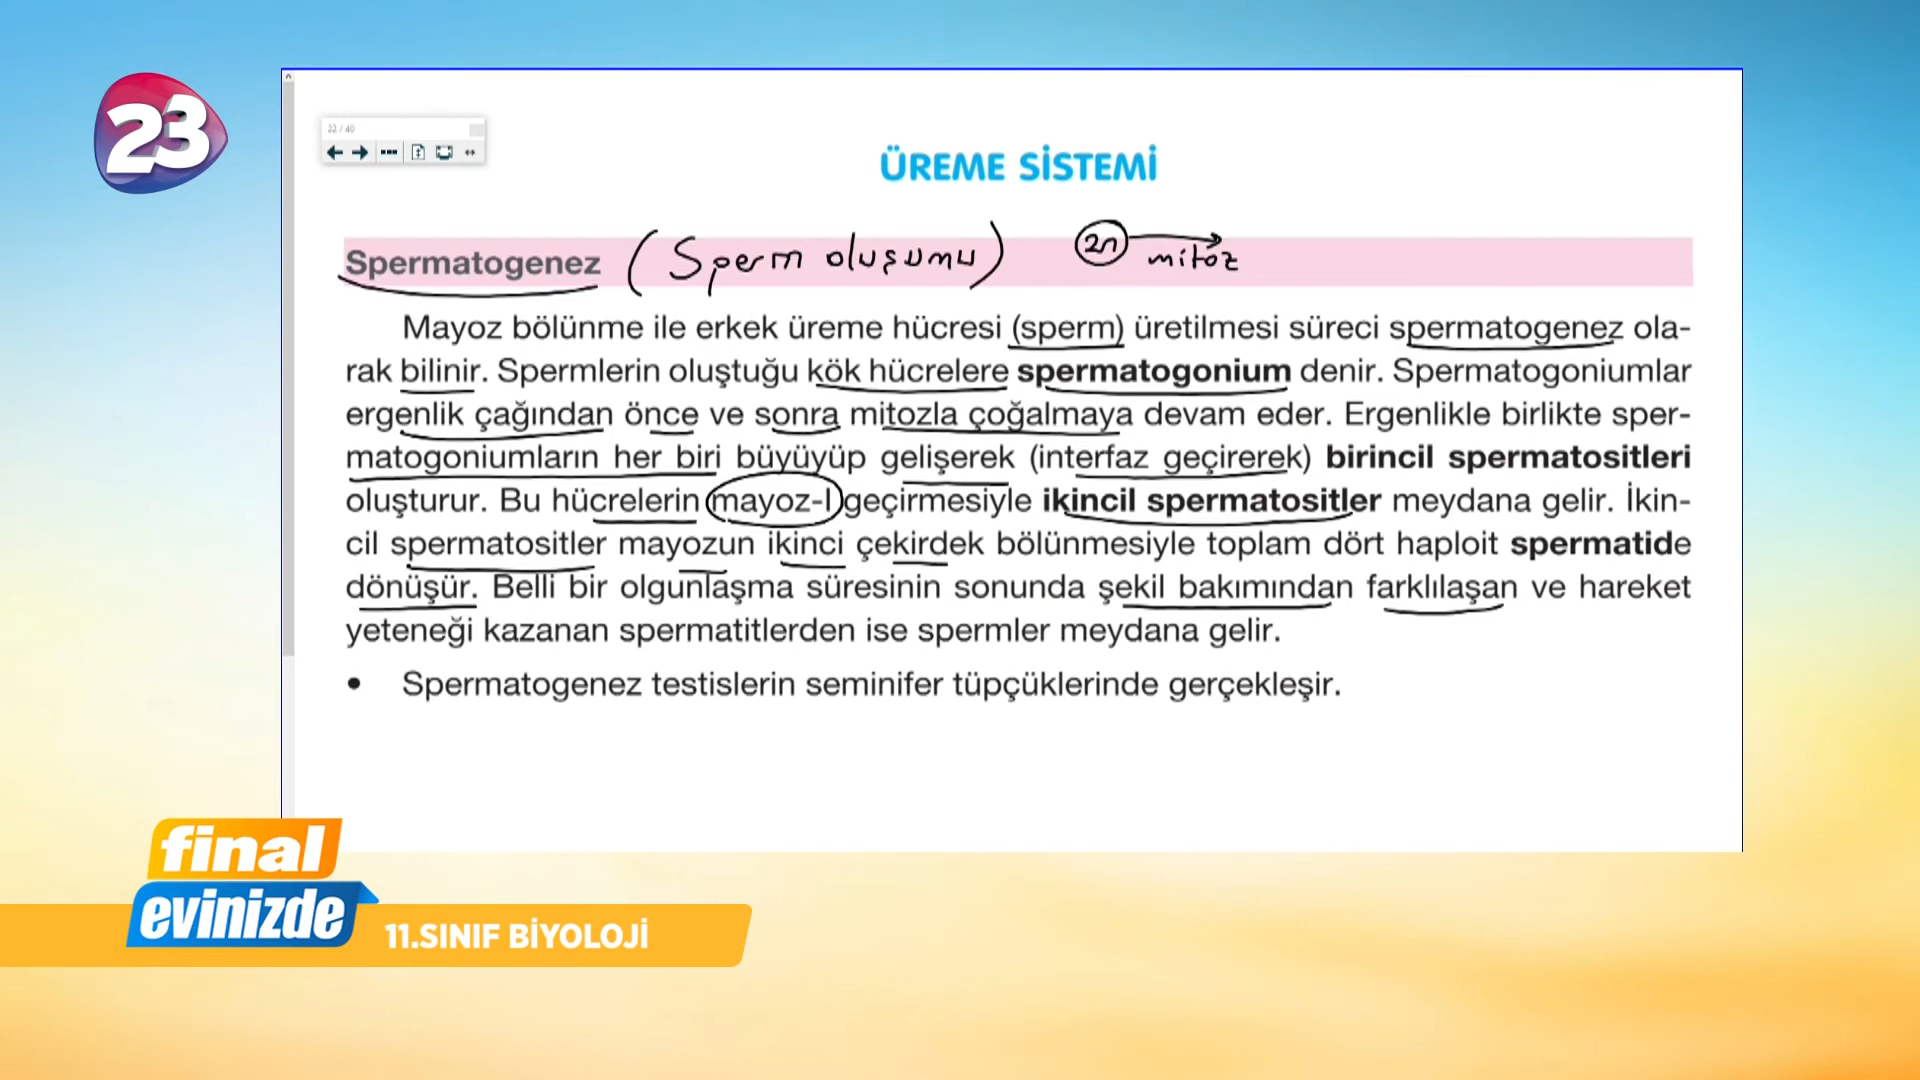 23
22 / 40
ÜREME SİSTEMİ
Spermatogenez (Sperm oluşumu) 2n mitoz
Mayoz bölünme ile erkek üreme hücresi (sperm) üretilmesi süreci spermatogenez ola-
rak bilinir. Spermlerin oluştuğu kök hücrelere spermatogonium denir. Spermatogoniumlar
ergenlik çağından önce ve sonra mitozla çoğalmaya devam eder. Ergenlikle birlikte sper-
matogoniumların her biri büyüyüp gelişerek (interfaz geçirerek) birincil spermatositleri
oluşturur. Bu hücrelerin mayoz-I geçirmesiyle ikincil spermatositler meydana gelir. İkin-
cil spermatositler mayozun ikinci çekirdek bölünmesiyle toplam dört haploit spermatide
dönüşür. Belli bir olgunlaşma süresinin sonunda şekil bakımından farklılaşan ve hareket
yeteneği kazanan spermatitlerden ise spermler meydana gelir.
• Spermatogenez testislerin seminifer tüpçüklerinde gerçekleşir.
final
evinizde
11.SINIF BİYOLOJİ